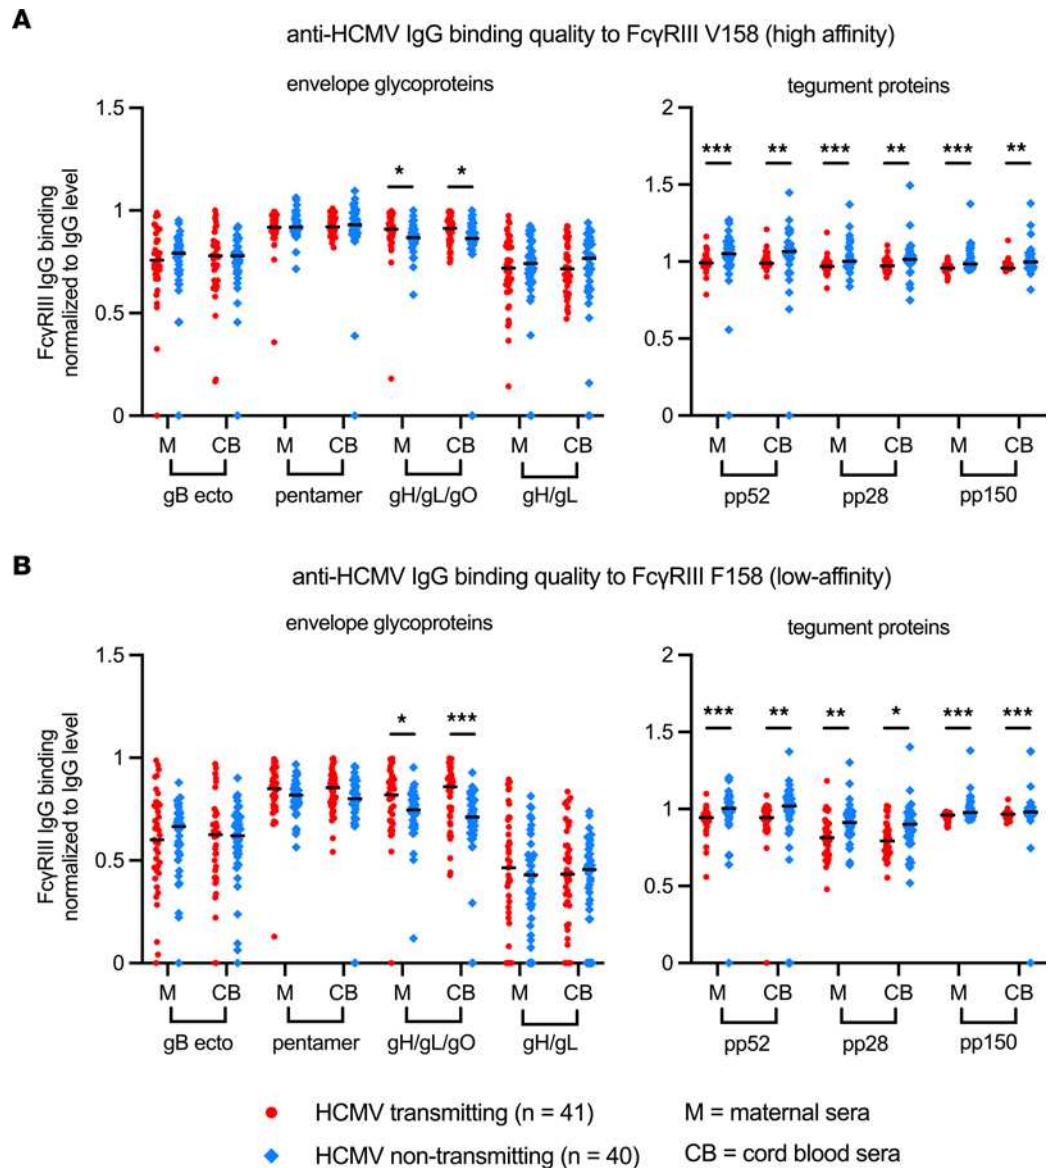 A
anti-HCMV IgG binding quality to FcγRIII V158 (high affinity)
envelope glycoproteins
tegument proteins
FcγRIII IgG binding
normalized to IgG level
1.5
1
0.5
0
* *
2
1.5
1
0.5
0
*** ** *** ** *** **
M CB M CB M CB M CB
gB ecto pentamer gH/gL/gO gH/gL
M CB M CB M CB
pp52 pp28 pp150
B
anti-HCMV IgG binding quality to FcγRIII F158 (low-affinity)
envelope glycoproteins
tegument proteins
FcγRIII IgG binding
normalized to IgG level
1.5
1
0.5
0
* ***
2
1.5
1
0.5
0
*** ** ** * *** ***
M CB M CB M CB M CB
gB ecto pentamer gH/gL/gO gH/gL
M CB M CB M CB
pp52 pp28 pp150
HCMV transmitting (n = 41)
M = maternal sera
HCMV non-transmitting (n = 40)
CB = cord blood sera